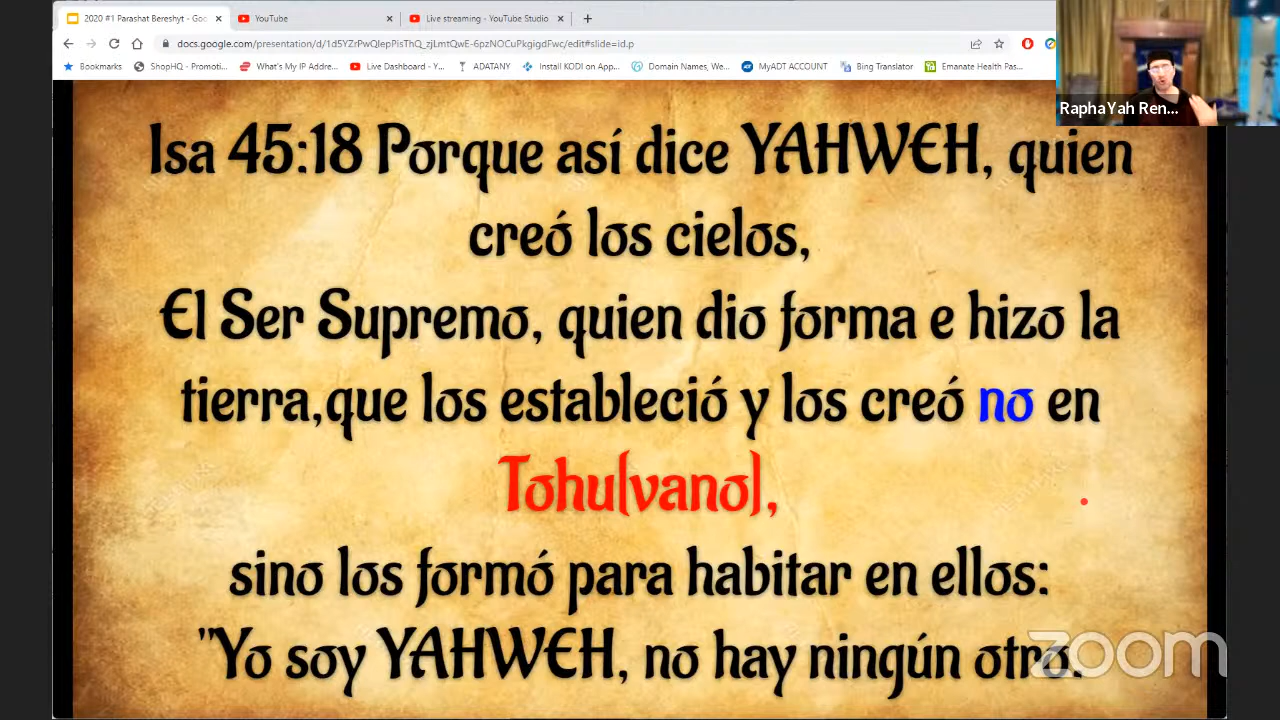 2020 #1 Parashat Bereshyt - Goo
YouTube
Live streaming - YouTube Studio
docs.google.com/presentation/d/
edit#slide=id.p
Bookmarks
ShopHQ - Promoti...
What's My IP Addre...
Live Dashboard - Y...
ADATANY
Install KODI on App...
Domain Names, We...
MyADT ACCOUNT
Bing Translator
Emanate Health Pas...
RaphaYah Ren...
Isa 45:18 Porque así dice YAHWEH, quien
creó los cielos,
El Ser Supremo, quien dio forma e hizo la
tierra,que los estableció y los creó no en
Tohu(vano),
sino los formó para habitar en ellos:
"Yo soy YAHWEH, no hay ningún otro.
zoom